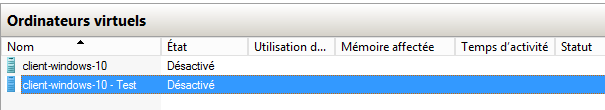 Ordinateurs virtuels
Nom État Utilisation d... Mémoire affectée Temps d'activité Statut
client-windows-10 Désactivé
client-windows-10 - Test Désactivé